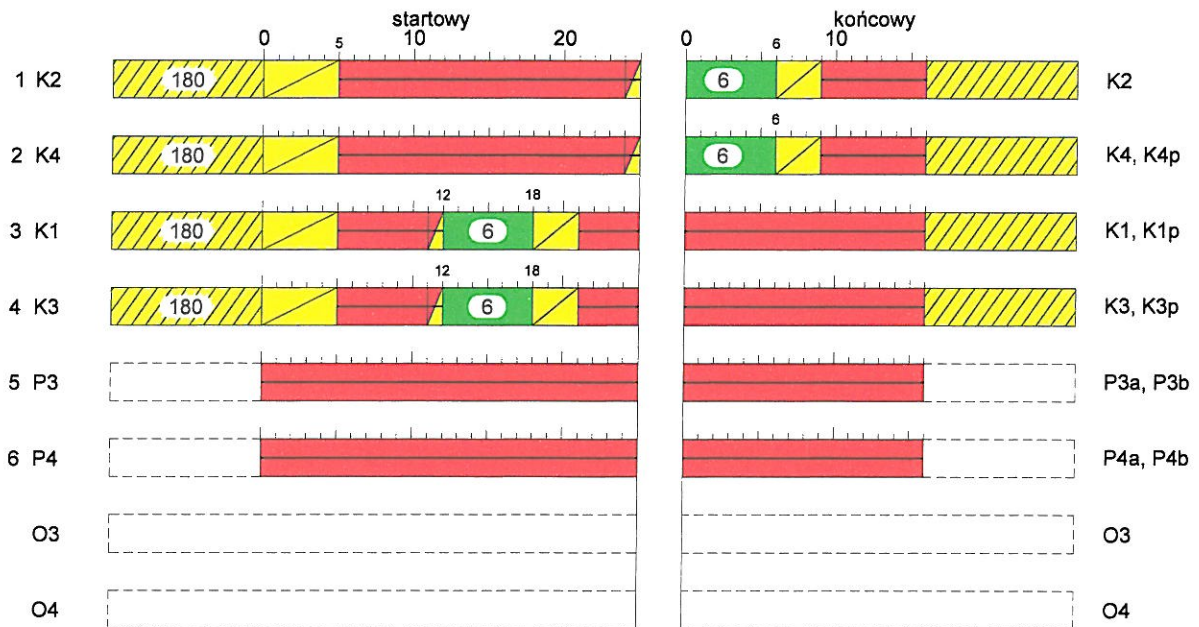 startowy końcowy
0 5 10 20 0 6 10
1 K2 180 6 K2
6
2 K4 180 6 K4, K4p
12 18
3 K1 180 6 K1, K1p
12 18
4 K3 180 6 K3, K3p
5 P3 P3a, P3b
6 P4 P4a, P4b
O3 O3
O4 O4